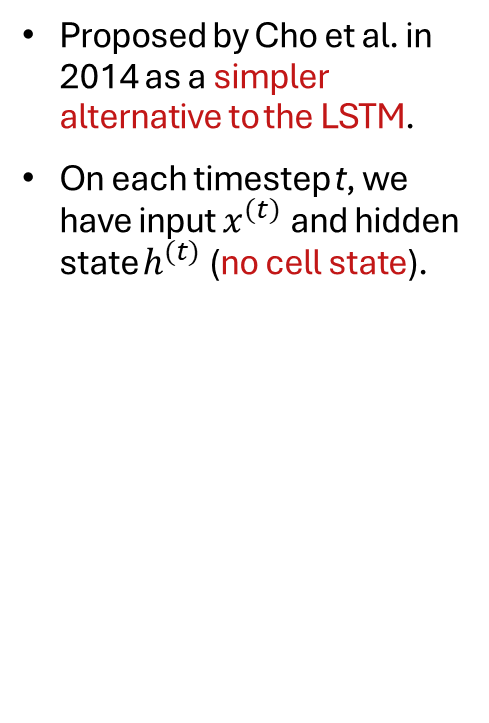 • Proposed by Cho et al. in
2014 as a simpler
alternative to the LSTM.
• On each timestep t, we
have input x^(t) and hidden
state h^(t) (no cell state).